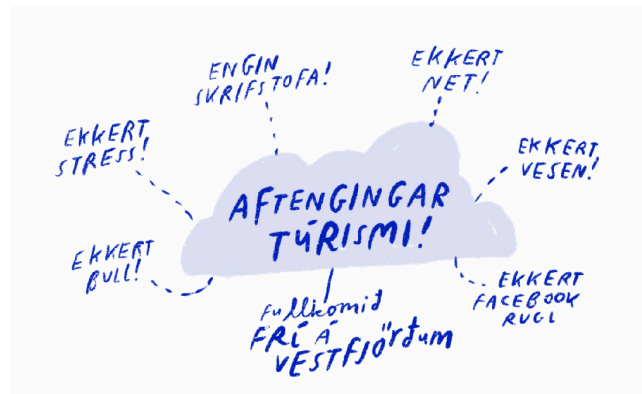 ENGIN
SKRIFSTOFA!
EKKERT
NET!
EKKERT
STRESS!
EKKERT
VESEN!
AFTENGINGAR
TÚRISMI!
EKKERT
BULL!
EKKERT
FACEBOOK
RUGL
Fullkomið
FRÍ Á
VESTFJÖrðum